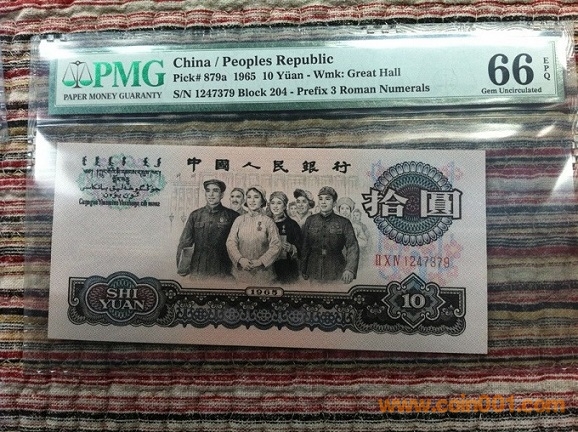 PMG
PAPER MONEY GUARANTY
China / Peoples Republic
Pick# 879a 1965 10 Yüan - Wmk: Great Hall
S/N 1247379 Block 204 - Prefix 3 Roman Numerals
66 EPQ
Gem Uncirculated
中國人民銀行
拾圓
II X N 1247379
1965
SHI
YUAN
10
www.cdn001.com